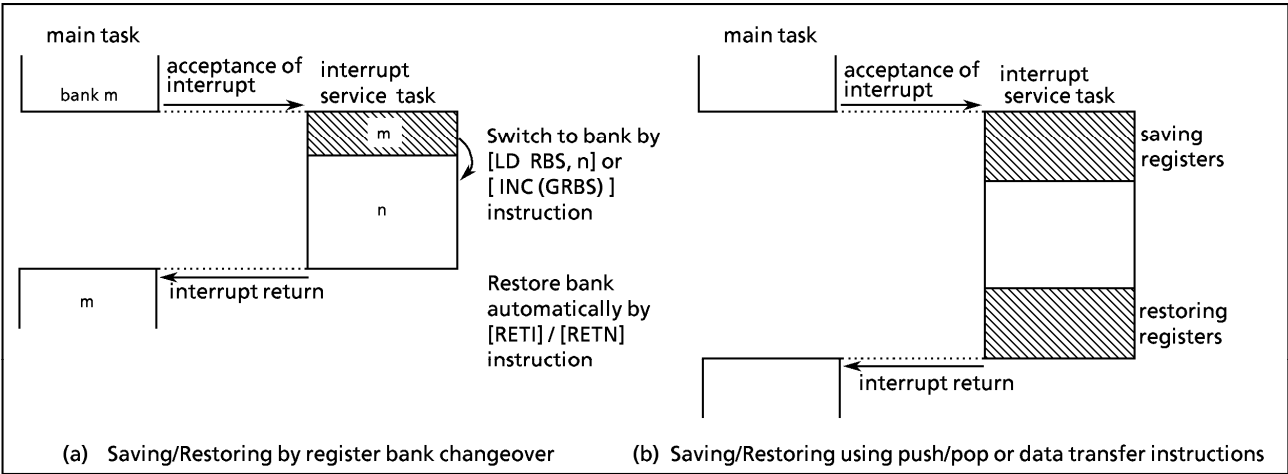 main task
bank m
acceptance of
interrupt
interrupt
service task
m
n
Switch to bank by
[LD RBS, n] or
[ INC (GRBS) ]
instruction
m
interrupt return
Restore bank
automatically by
[RETI] / [RETN]
instruction
(a) Saving/Restoring by register bank changeover
main task
acceptance of
interrupt
interrupt
service task
saving
registers
restoring
registers
interrupt return
(b) Saving/Restoring using push/pop or data transfer instructions